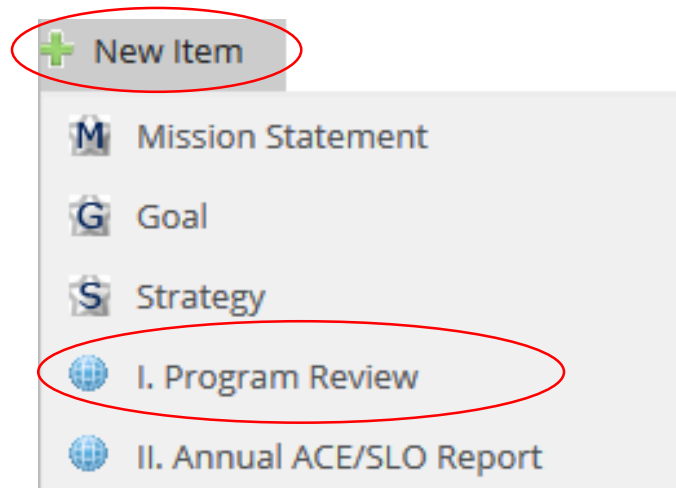 New Item
M Mission Statement
G Goal
S Strategy
I. Program Review
II. Annual ACE/SLO Report